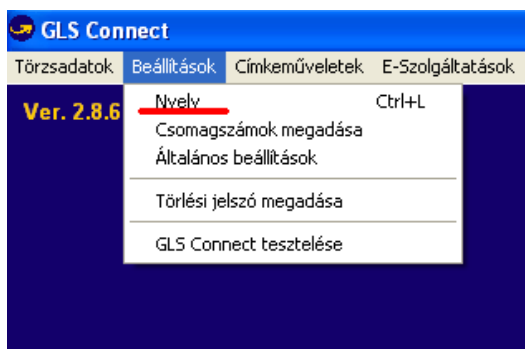 GLS Connect
Törzsadatok Beállítások Címkeműveletek E-Szolgáltatások
Ver. 2.8.6
Nyelv Ctrl+L
Csomagszámok megadása
Általános beállítások
Törlési jelszó megadása
GLS Connect tesztelése